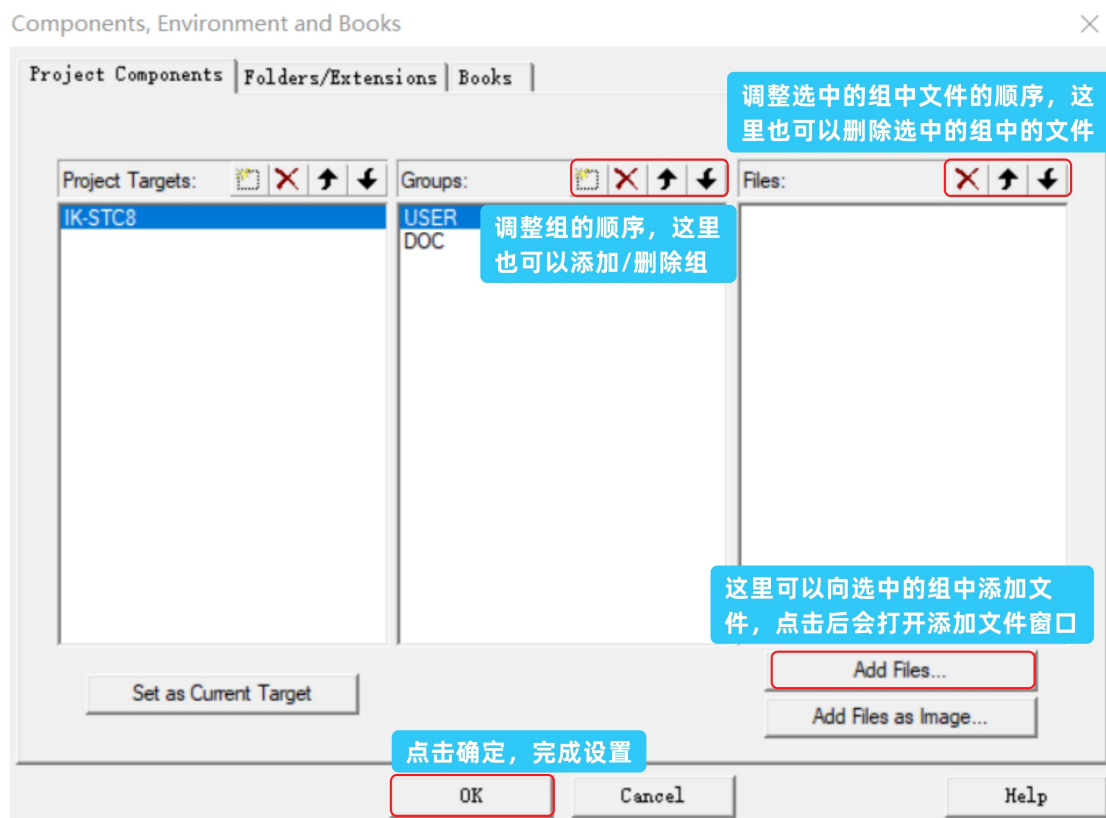 Components, Environment and Books
Project Components
Folders/Extensions
Books
调整选中的组中文件的顺序，这
里也可以删除选中的组中的文件
Project Targets:
Groups:
Files:
IK-STC8
USER
DOC
调整组的顺序，这里
也可以添加/删除组
这里可以向选中的组中添加文
件，点击后会打开添加文件窗口
Set as Current Target
Add Files...
Add Files as Image...
点击确定，完成设置
OK
Cancel
Help